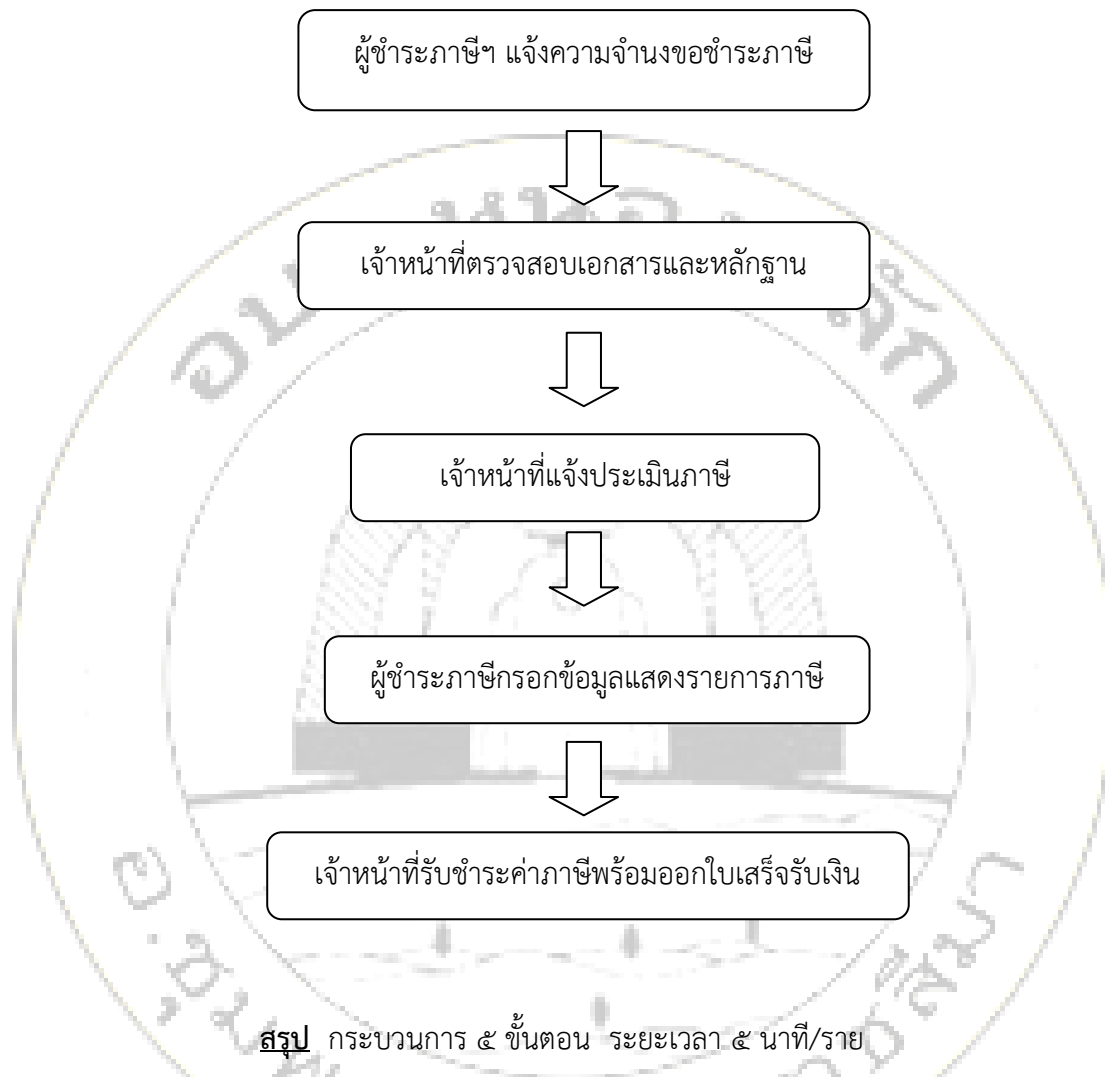 ผู้ชำระภาษีฯ แจ้งความจำนงขอชำระภาษี
เจ้าหน้าที่ตรวจสอบเอกสารและหลักฐาน
เจ้าหน้าที่แจ้งประเมินภาษี
ผู้ชำระภาษีกรอกข้อมูลแสดงรายการภาษี
เจ้าหน้าที่รับชำระค่าภาษีพร้อมออกใบเสร็จรับเงิน
สรุป กระบวนการ ๕ ขั้นตอน ระยะเวลา ๕ นาที/ราย